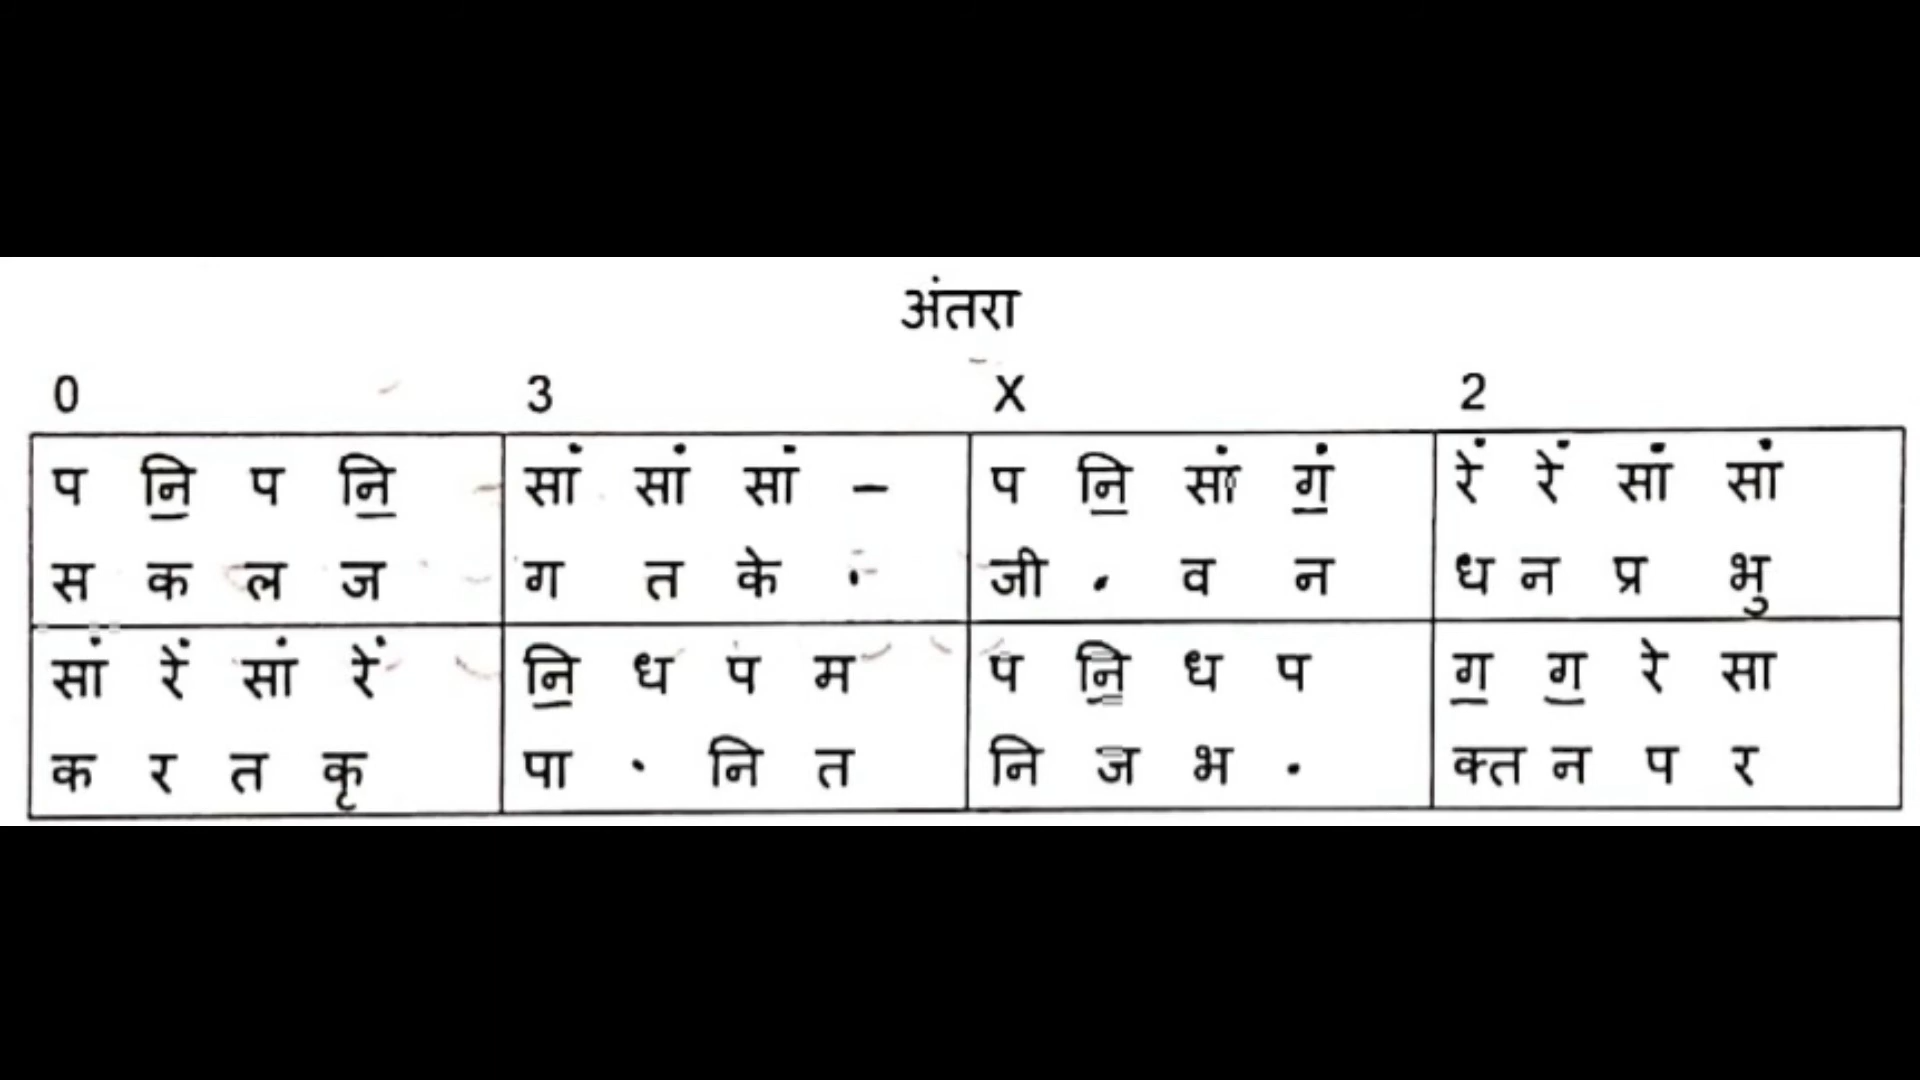 अंतरा
0 3 X 2
प नि॒ प नि॒ सां सां सां – प नि॒ सां गं॒ रें रें सां सां
स क ल ज ग त के · जी · व न ध न प्र भु
सां रें सां रें नि॒ ध प म प नि॒ ध प ग॒ ग॒ रे सा
क र त कृ पा · नि त नि ज भ · क्त न प र